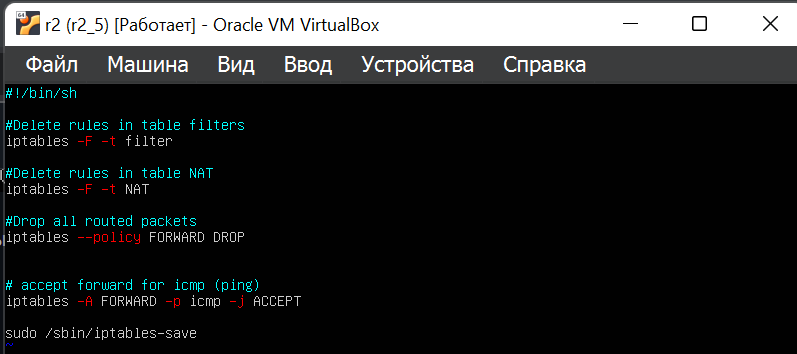 r2 (r2_5) [Работает] - Oracle VM VirtualBox
Файл Машина Вид Ввод Устройства Справка
#!/bin/sh
#Delete rules in table filters
iptables -F -t filter
#Delete rules in table NAT
iptables -F -t NAT
#Drop all routed packets
iptables --policy FORWARD DROP
# accept forward for icmp (ping)
iptables -A FORWARD -p icmp -j ACCEPT
sudo /sbin/iptables-save
~